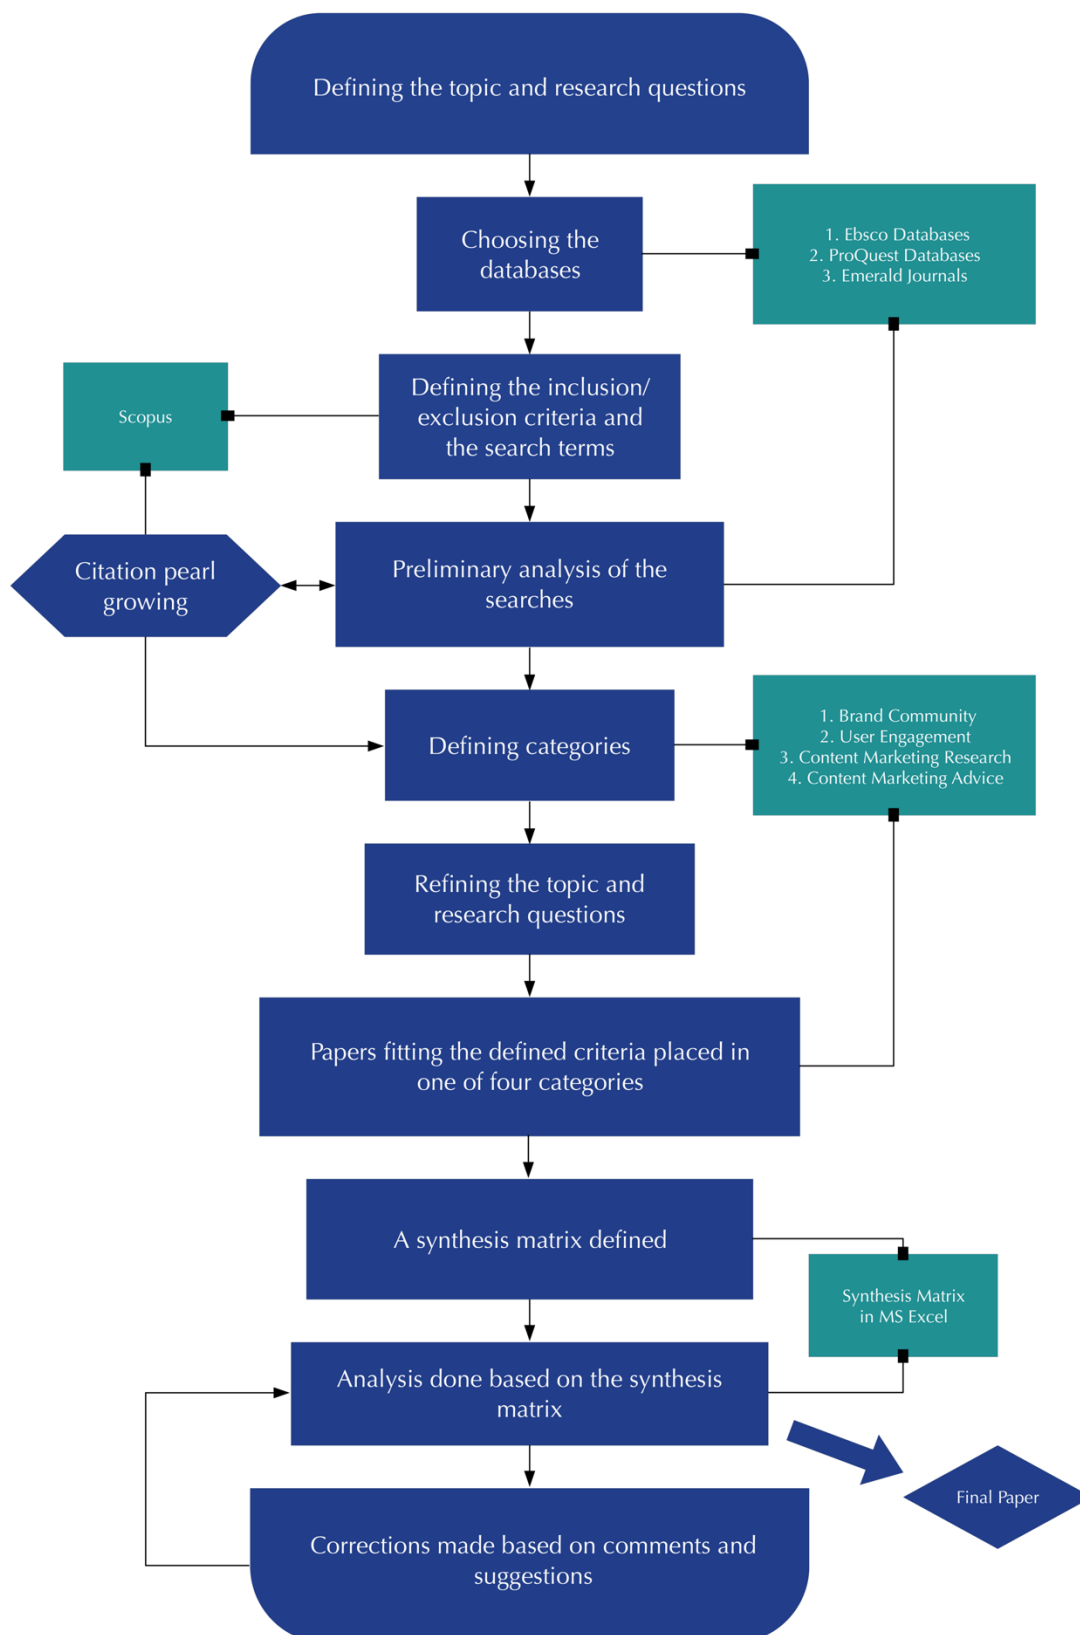 Defining the topic and research questions
Choosing the
databases
1. Ebsco Databases
2. ProQuest Databases
3. Emerald Journals
Scopus
Defining the inclusion/
exclusion criteria and
the search terms
Citation pearl
growing
Preliminary analysis of the
searches
Defining categories
1. Brand Community
2. User Engagement
3. Content Marketing Research
4. Content Marketing Advice
Refining the topic and
research questions
Papers fitting the defined criteria placed in
one of four categories
A synthesis matrix defined
Synthesis Matrix
in MS Excel
Analysis done based on the synthesis
matrix
Final Paper
Corrections made based on comments and
suggestions